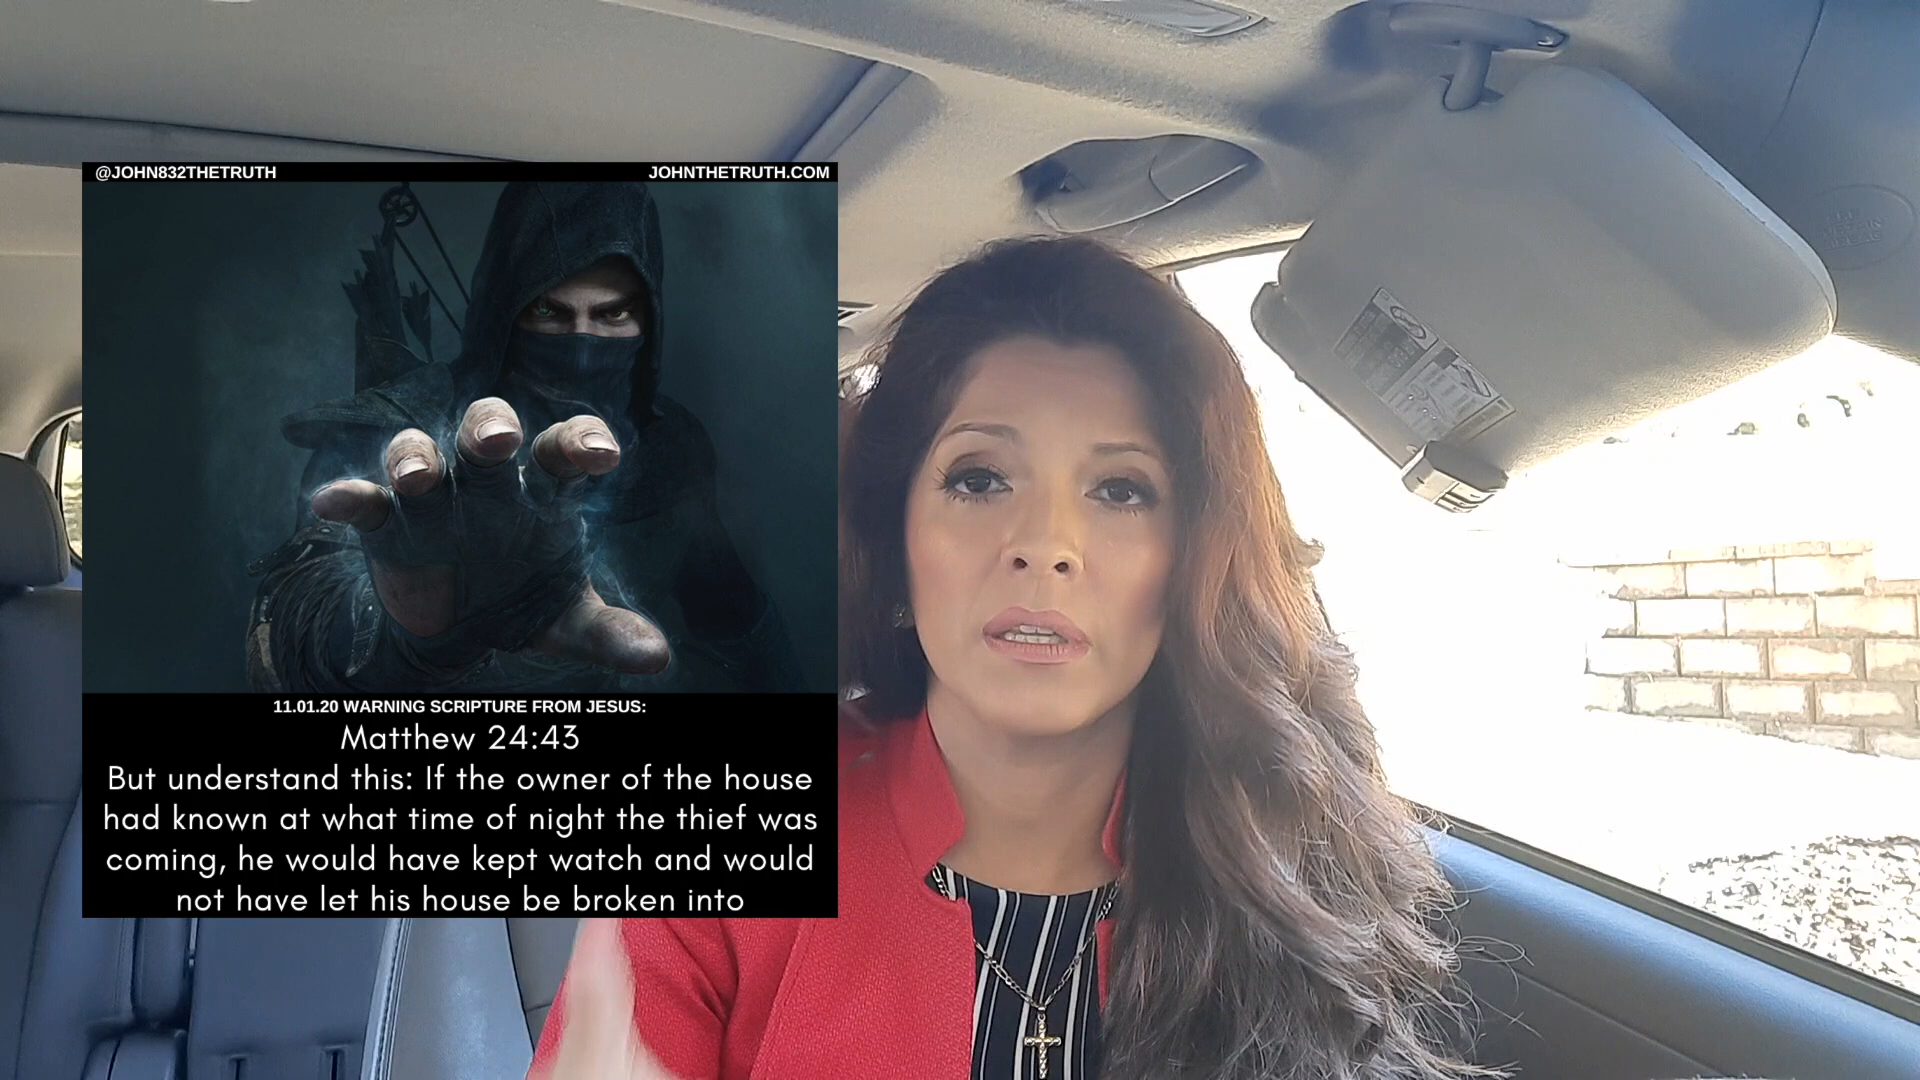 @JOHN832THETRUTH
JOHNTHETRUTH.COM
11.01.20 WARNING SCRIPTURE FROM JESUS:
Matthew 24:43
But understand this: If the owner of the house
had known at what time of night the thief was
coming, he would have kept watch and would
not have let his house be broken into